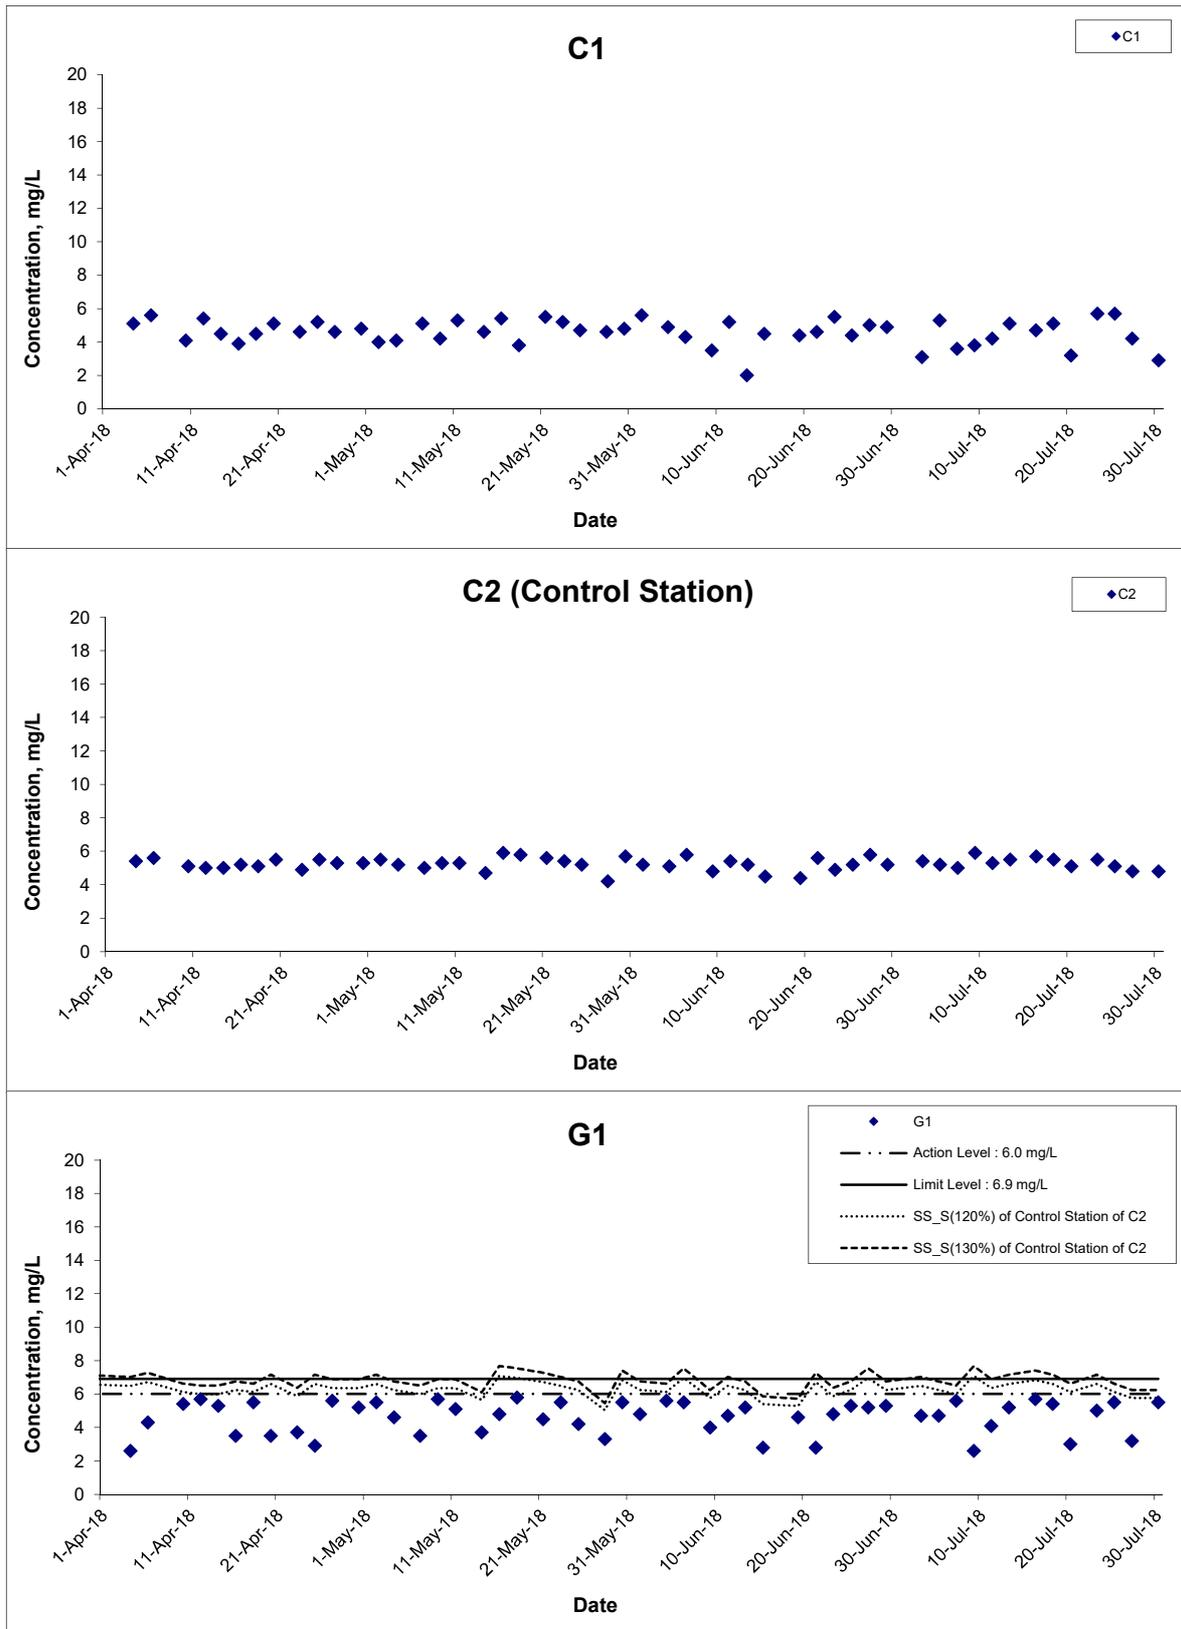 C1
C1
Concentration, mg/L
20
18
16
14
12
10
8
6
4
2
0
1-Apr-18
11-Apr-18
21-Apr-18
1-May-18
11-May-18
21-May-18
31-May-18
10-Jun-18
20-Jun-18
30-Jun-18
10-Jul-18
20-Jul-18
30-Jul-18
Date
C2 (Control Station)
C2
Concentration, mg/L
20
18
16
14
12
10
8
6
4
2
0
1-Apr-18
11-Apr-18
21-Apr-18
1-May-18
11-May-18
21-May-18
31-May-18
10-Jun-18
20-Jun-18
30-Jun-18
10-Jul-18
20-Jul-18
30-Jul-18
Date
G1
G1
Action Level : 6.0 mg/L
Limit Level : 6.9 mg/L
SS_S(120%) of Control Station of C2
SS_S(130%) of Control Station of C2
Concentration, mg/L
20
18
16
14
12
10
8
6
4
2
0
1-Apr-18
11-Apr-18
21-Apr-18
1-May-18
11-May-18
21-May-18
31-May-18
10-Jun-18
20-Jun-18
30-Jun-18
10-Jul-18
20-Jul-18
30-Jul-18
Date